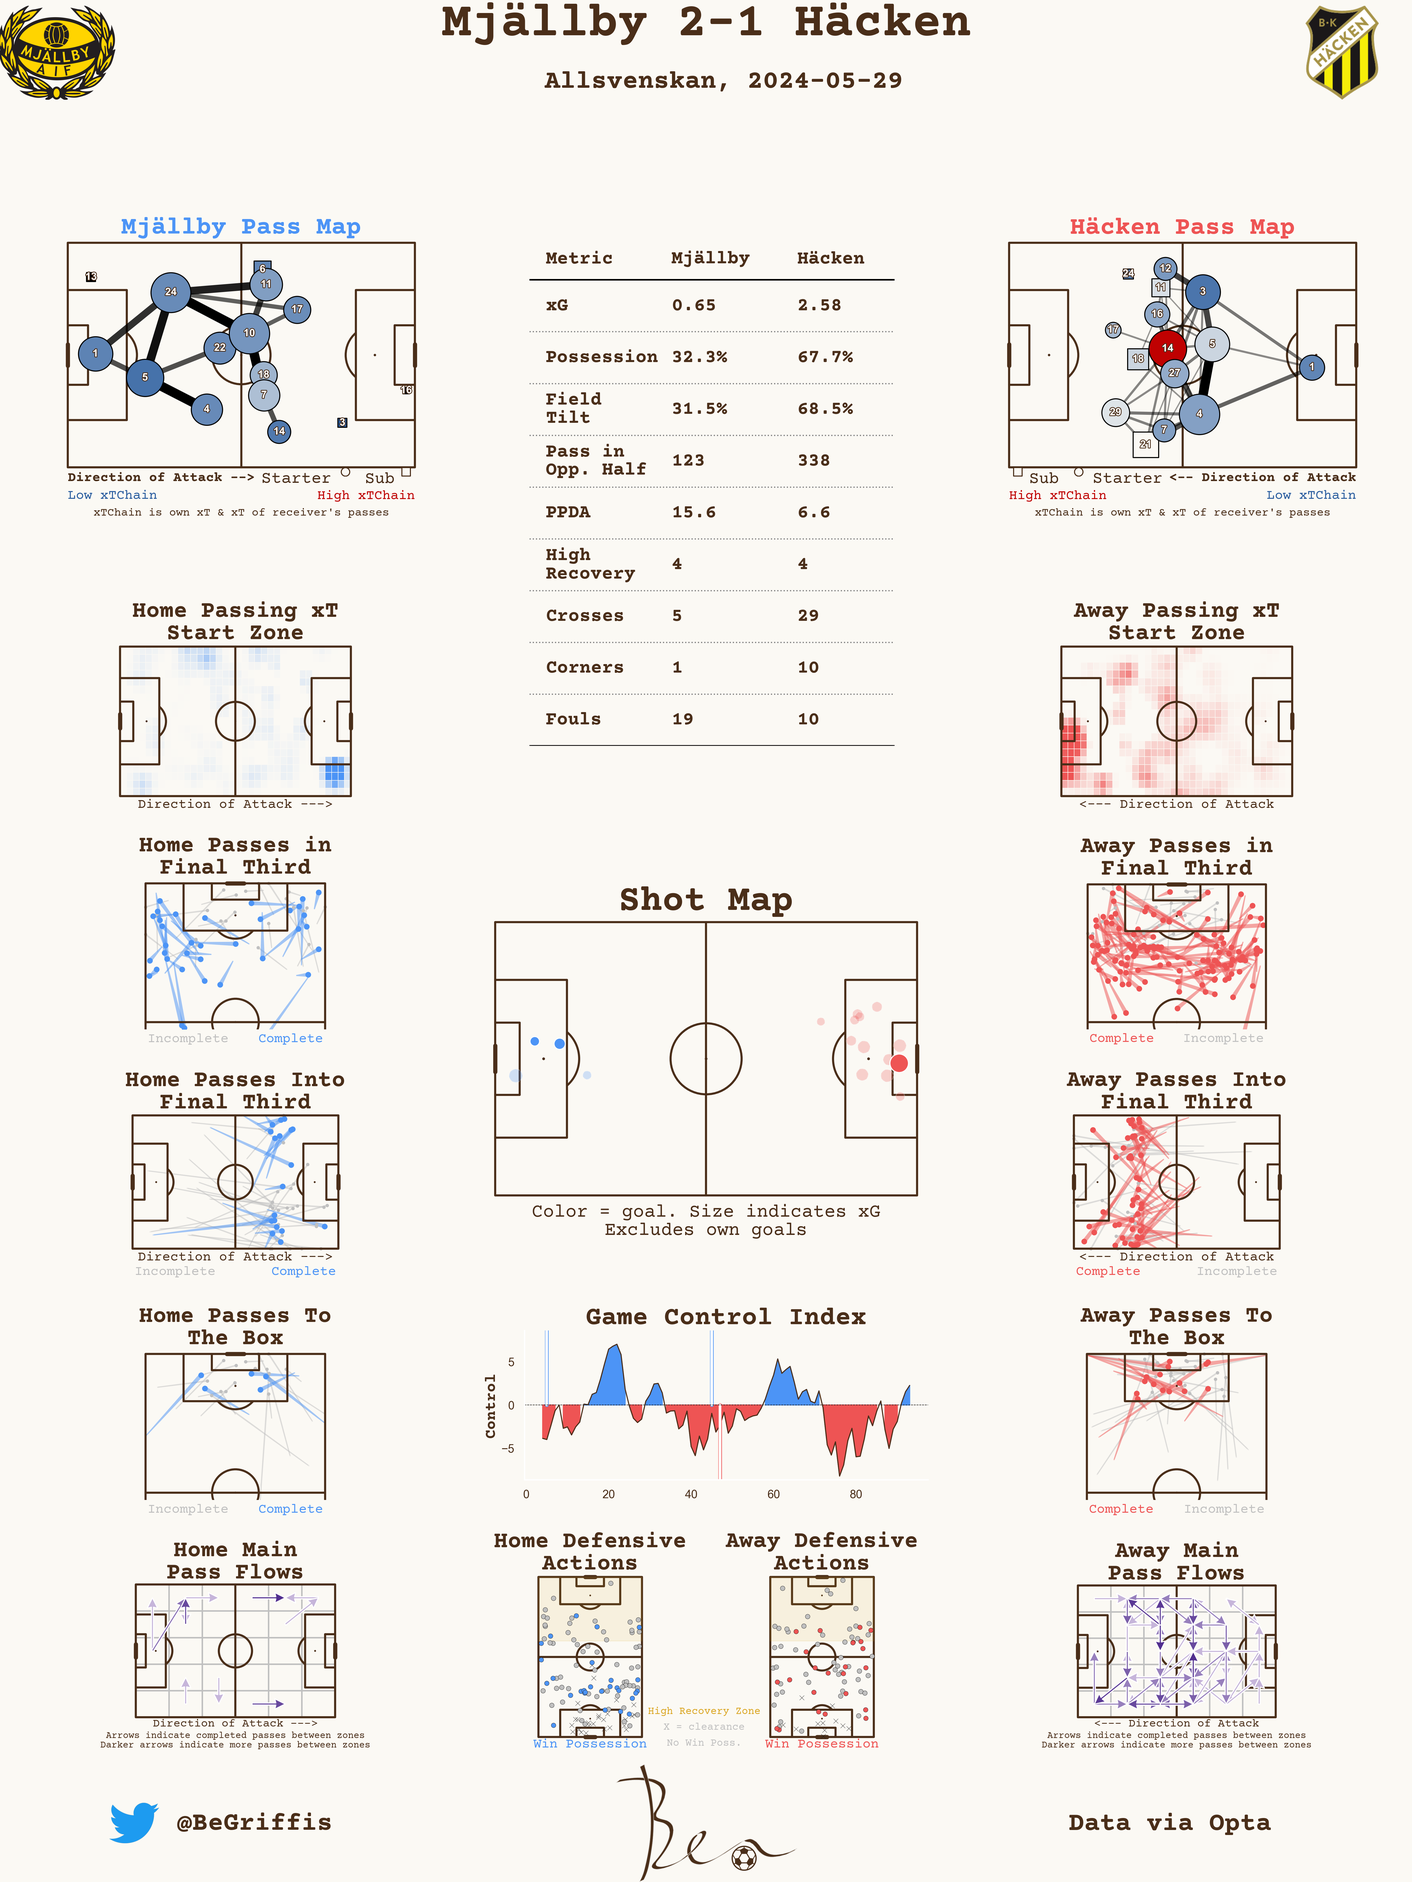 Mjällby 2-1 Häcken
Allsvenskan, 2024-05-29
MJÄLLBY
AIF
B·K
HÄCKEN
Mjällby Pass Map
13
24
6
11
17
10
22
1
5
18
7
4
14
3
16
Direction of Attack --> Starter Sub
Low xTChain High xTChain
xTChain is own xT & xT of receiver's passes
Metric Mjällby Häcken
xG 0.65 2.58
Possession 32.3% 67.7%
Field
Tilt 31.5% 68.5%
Pass in
Opp. Half 123 338
PPDA 15.6 6.6
High
Recovery 4 4
Crosses 5 29
Corners 1 10
Fouls 19 10
Häcken Pass Map
24
12
11
3
16
17
14
5
18
27
1
29
4
7
21
Sub Starter <-- Direction of Attack
High xTChain Low xTChain
xTChain is own xT & xT of receiver's passes
Home Passing xT
Start Zone
Direction of Attack --->
Away Passing xT
Start Zone
<--- Direction of Attack
Home Passes in
Final Third
Incomplete Complete
Away Passes in
Final Third
Complete Incomplete
Shot Map
Color = goal. Size indicates xG
Excludes own goals
Home Passes Into
Final Third
Direction of Attack --->
Incomplete Complete
Away Passes Into
Final Third
<--- Direction of Attack
Complete Incomplete
Home Passes To
The Box
Incomplete Complete
Game Control Index
Control
5
0
−5
0 20 40 60 80
Away Passes To
The Box
Complete Incomplete
Home Main
Pass Flows
Direction of Attack --->
Arrows indicate completed passes between zones
Darker arrows indicate more passes between zones
Home Defensive
Actions
Win Possession
High Recovery Zone
X = clearance
No Win Poss.
Away Defensive
Actions
Win Possession
Away Main
Pass Flows
<--- Direction of Attack
Arrows indicate completed passes between zones
Darker arrows indicate more passes between zones
@BeGriffis
Ben
Data via Opta